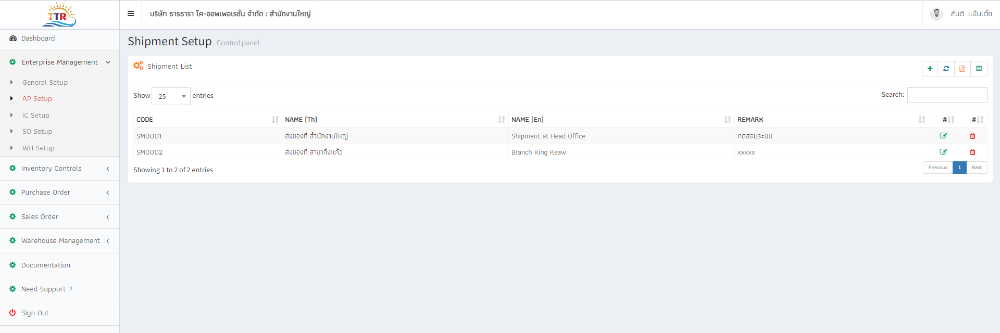 TTR
บริษัท ธารธารา โค-ออพเพอเรชั่น จำกัด : สำนักงานใหญ่
สันติ แป้นเตี้ย
Dashboard
Enterprise Management
General Setup
AP Setup
IC Setup
SO Setup
WH Setup
Inventory Controls
Purchase Order
Sales Order
Warehouse Management
Documentation
Need Support ?
Sign Out
Shipment Setup Control panel
Shipment List
Show 25 entries
Search:
CODE NAME (Th) NAME (En) REMARK # #
SM0001 ส่งของที่ สำนักงานใหญ่ Shipment at Head Office ทดสอบระบบ
SM0002 ส่งของที่ สาขากิ่งแก้ว Branch King Keaw xxxxx
Showing 1 to 2 of 2 entries
Previous 1 Next